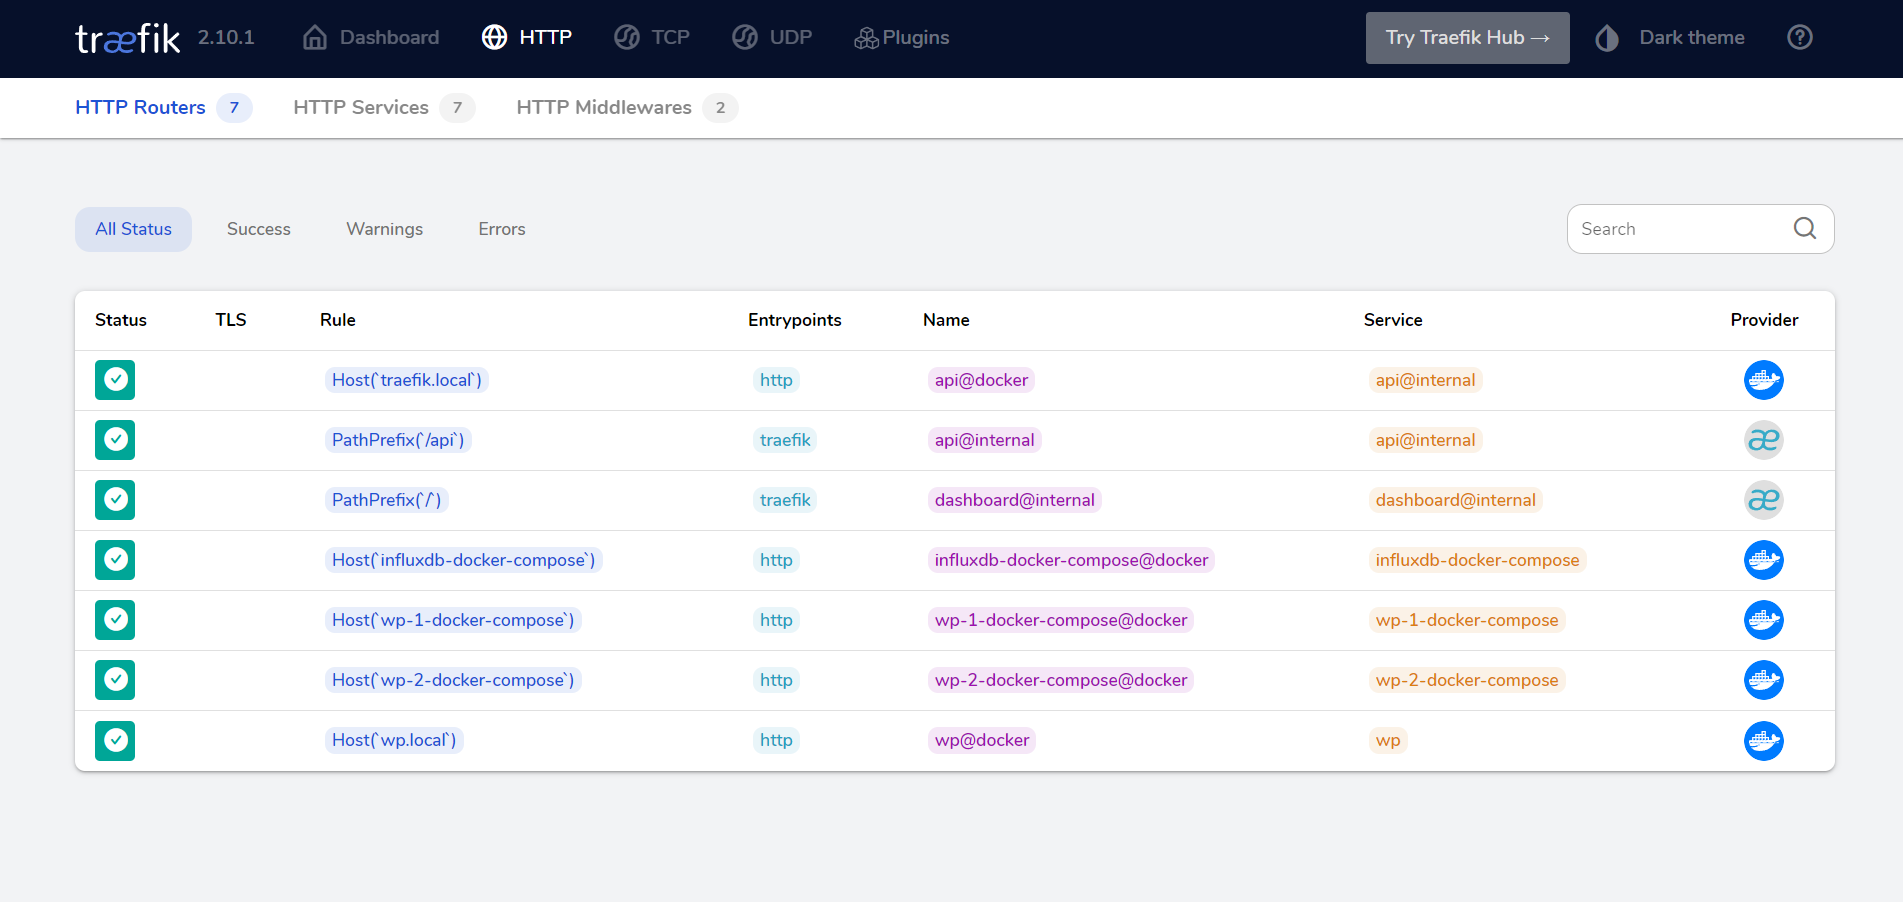 træfik 2.10.1 Dashboard HTTP TCP UDP Plugins Try Traefik Hub → Dark theme
HTTP Routers 7 HTTP Services 7 HTTP Middlewares 2
All Status Success Warnings Errors Search
Status TLS Rule Entrypoints Name Service Provider
Host(`traefik.local`) http api@docker api@internal
PathPrefix(`/api`) traefik api@internal api@internal æ
PathPrefix(`/`) traefik dashboard@internal dashboard@internal æ
Host(`influxdb-docker-compose`) http influxdb-docker-compose@docker influxdb-docker-compose
Host(`wp-1-docker-compose`) http wp-1-docker-compose@docker wp-1-docker-compose
Host(`wp-2-docker-compose`) http wp-2-docker-compose@docker wp-2-docker-compose
Host(`wp.local`) http wp@docker wp